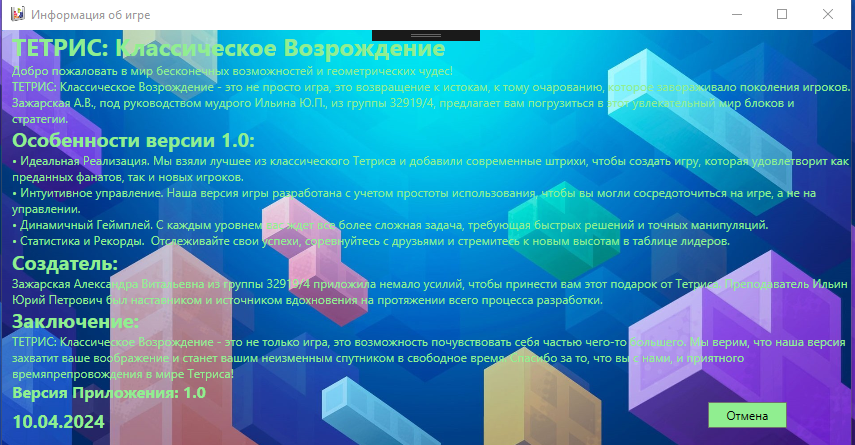 Информация об игре
ТЕТРИС: Классическое Возрождение
Добро пожаловать в мир бесконечных возможностей и геометрических чудес!
ТЕТРИС: Классическое Возрождение - это не просто игра, это возвращение к истокам, к тому очарованию, которое завораживало поколения игроков.
Зажарская А.В., под руководством мудрого Ильина Ю.П., из группы 32919/4, предлагает вам погрузиться в этот увлекательный мир блоков и
стратегии.
Особенности версии 1.0:
• Идеальная Реализация. Мы взяли лучшее из классического Тетриса и добавили современные штрихи, чтобы создать игру, которая удовлетворит как
преданных фанатов, так и новых игроков.
• Интуитивное управление. Наша версия игры разработана с учетом простоты использования, чтобы вы могли сосредоточиться на игре, а не на
управлении.
• Динамичный Геймплей. С каждым уровнем вас ждет все более сложная задача, требующая быстрых решений и точных манипуляций.
• Статистика и Рекорды. Отслеживайте свои успехи, соревнуйтесь с друзьями и стремитесь к новым высотам в таблице лидеров.
Создатель:
Зажарская Александра Витальевна из группы 32919/4 приложила немало усилий, чтобы принести вам этот подарок от Тетриса. Преподаватель Ильин
Юрий Петрович был наставником и источником вдохновения на протяжении всего процесса разработки.
Заключение:
ТЕТРИС: Классическое Возрождение - это не только игра, это возможность почувствовать себя частью чего-то большего. Мы верим, что наша версия
захватит ваше воображение и станет вашим неизменным спутником в свободное время. Спасибо за то, что вы с нами, и приятного
времяпрепровождения в мире Тетриса!
Версия Приложения: 1.0
10.04.2024
Отмена